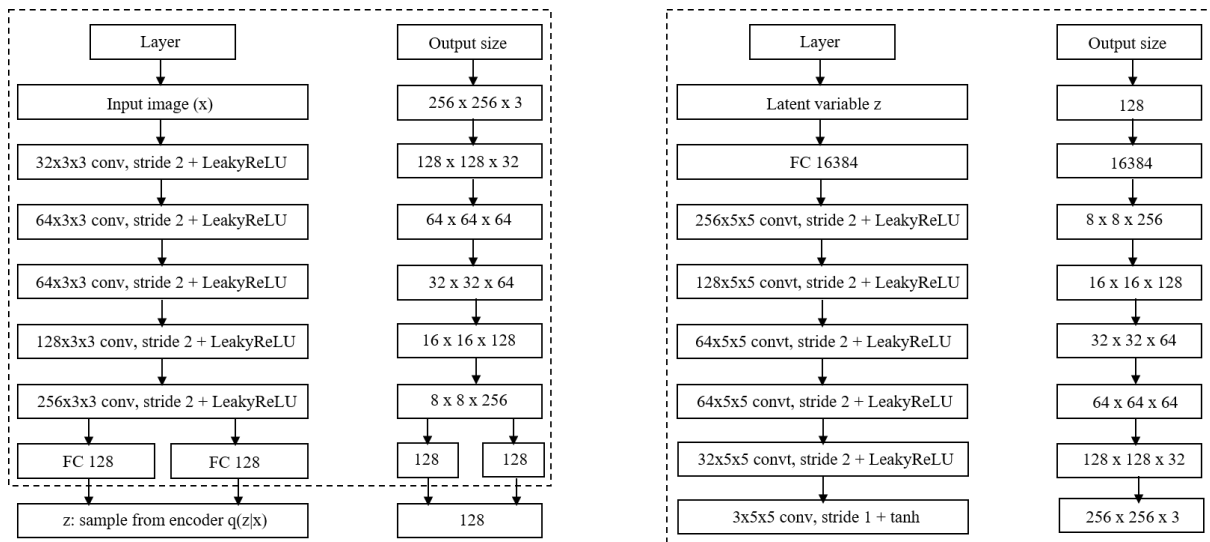 Layer
Output size
Input image (x)
256 x 256 x 3
32x3x3 conv, stride 2 + LeakyReLU
128 x 128 x 32
64x3x3 conv, stride 2 + LeakyReLU
64 x 64 x 64
64x3x3 conv, stride 2 + LeakyReLU
32 x 32 x 64
128x3x3 conv, stride 2 + LeakyReLU
16 x 16 x 128
256x3x3 conv, stride 2 + LeakyReLU
8 x 8 x 256
FC 128
FC 128
128
128
z: sample from encoder q(z|x)
128
Layer
Output size
Latent variable z
128
FC 16384
16384
256x5x5 convt, stride 2 + LeakyReLU
8 x 8 x 256
128x5x5 convt, stride 2 + LeakyReLU
16 x 16 x 128
64x5x5 convt, stride 2 + LeakyReLU
32 x 32 x 64
64x5x5 convt, stride 2 + LeakyReLU
64 x 64 x 64
32x5x5 convt, stride 2 + LeakyReLU
128 x 128 x 32
3x5x5 conv, stride 1 + tanh
256 x 256 x 3